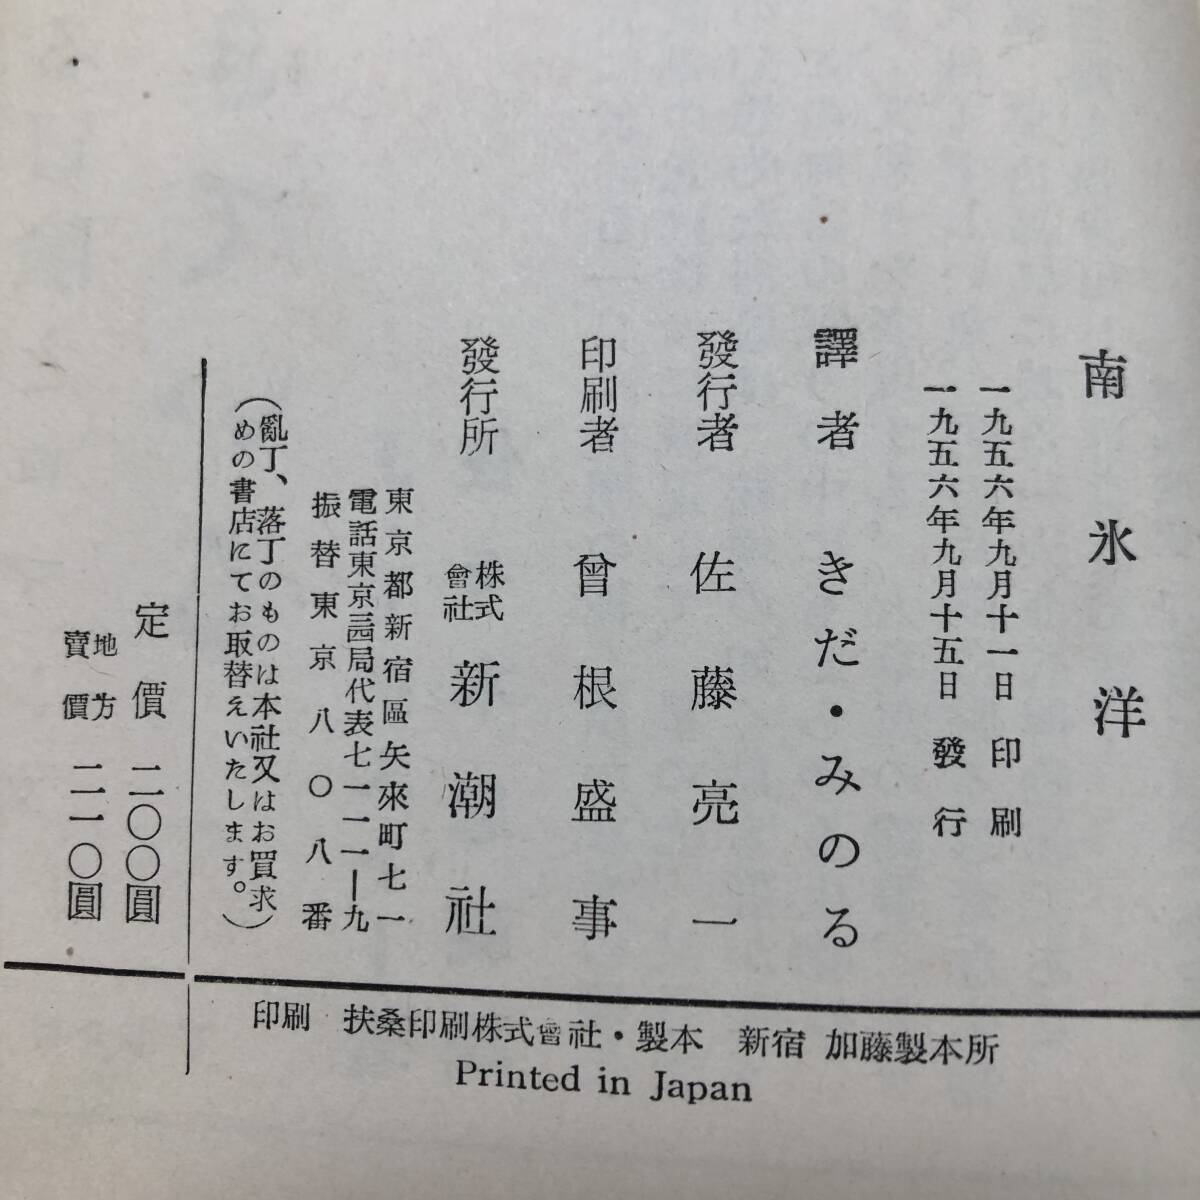 南氷洋
一九五六年九月十一日 印刷
一九五六年九月十五日 發行
譯者 きだ・みのる
發行者 佐藤亮一
印刷者 曾根盛事
發行所 株式會社 新潮社
東京都新宿區矢來町七一
電話東京局代表七一一一―九
振替東京八〇八番
(亂丁、落丁のものは本社又はお買求
めの書店にてお取替えいたします。)
定價 二〇〇圓
地方賣價 二一〇圓
印刷 扶桑印刷株式會社・製本 新宿 加藤製本所
Printed in Japan